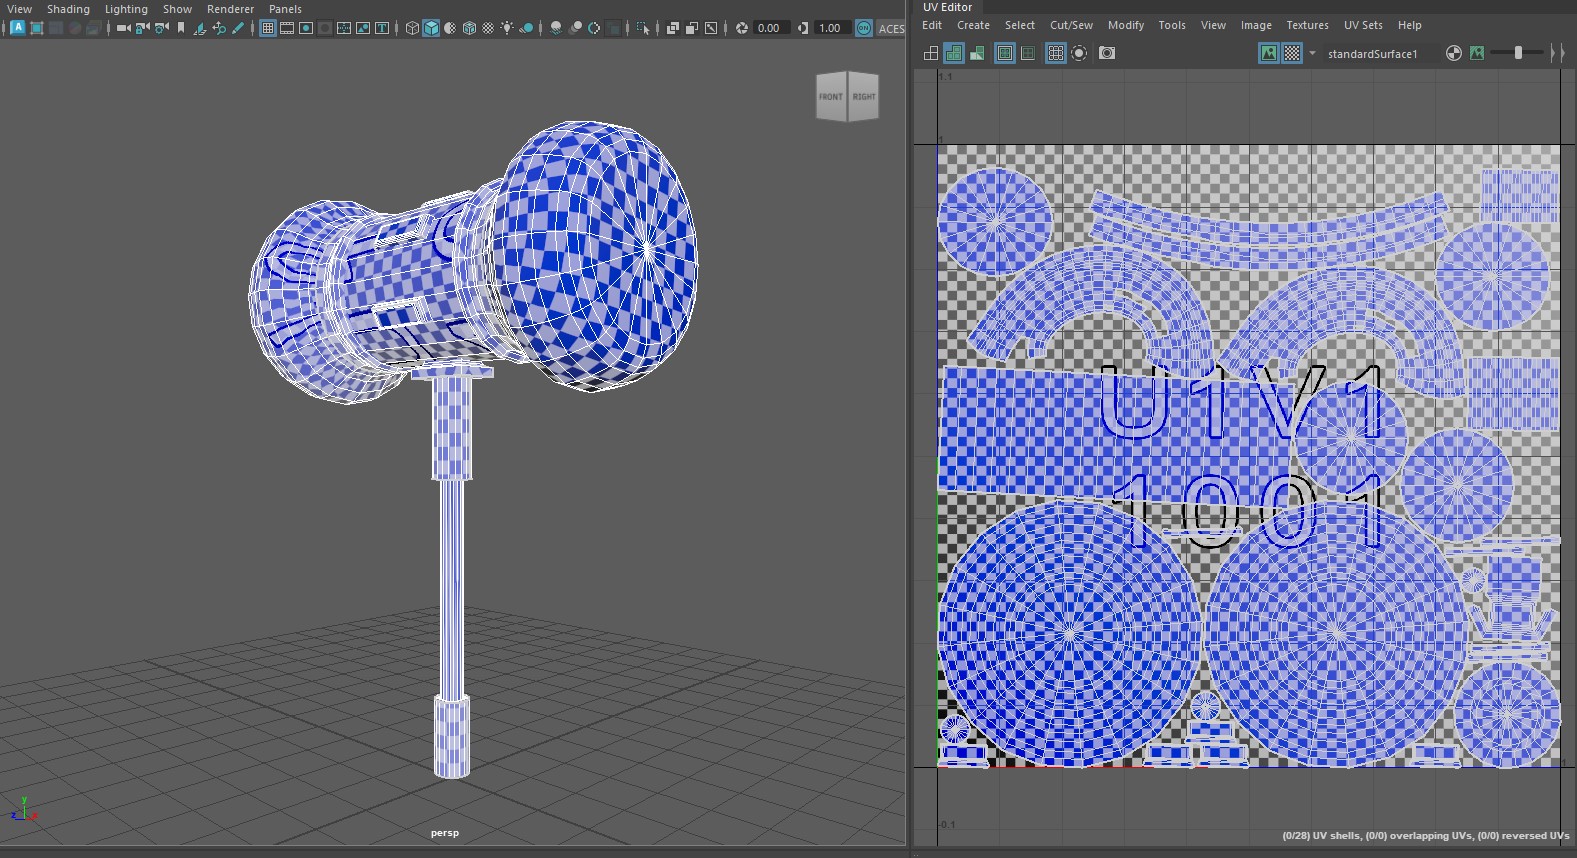 View Shading Lighting Show Renderer Panels
0.00 1.00 ON ACES
FRONT RIGHT
y
z x
persp
UV Editor
Edit Create Select Cut/Sew Modify Tools View Image Textures UV Sets Help
standardSurface1
1.1
1
U1V1
1001
1
-0.1
(0/28) UV shells, (0/0) overlapping UVs, (0/0) reversed UVs